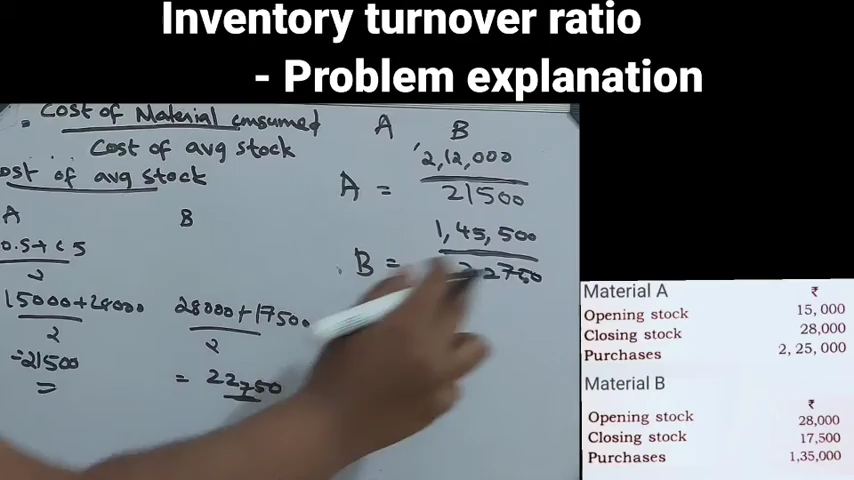 Inventory turnover ratio
- Problem explanation
= Cost of Material consumed
Cost of avg stock
ost of avg stock
A
0.S + C S
2
15000+28000
2
=21500
B
28000+17500
2
= 22750
A B
A = 2,12,000
21500
B = 1,45,500
22750
Material A ₹
Opening stock 15,000
Closing stock 28,000
Purchases 2,25,000
Material B
₹
Opening stock 28,000
Closing stock 17,500
Purchases 1,35,000